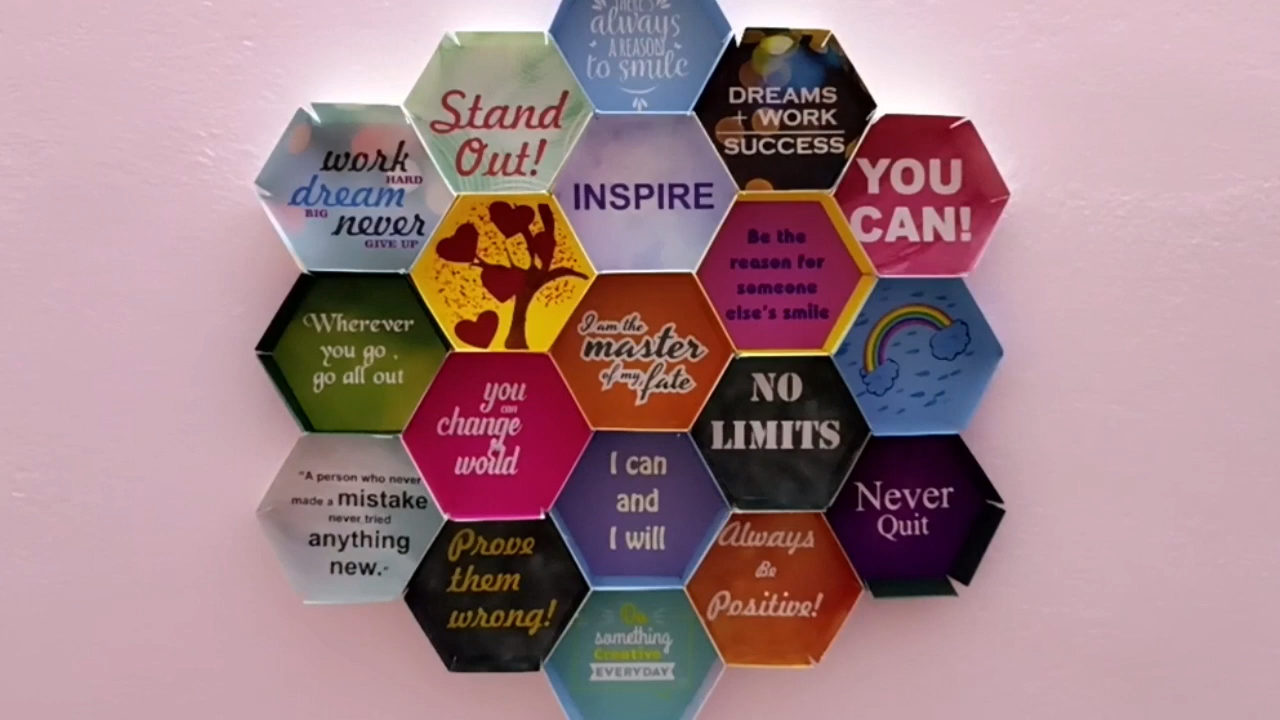 THERE'S
always
A REASON
to smile
Stand
Out!
DREAMS
+ WORK
SUCCESS
work
HARD
dream
BIG
never
GIVE UP
INSPIRE
YOU
CAN!
Be the
reason for
someone
else's smile
Wherever
you go .
go all out
I am the
master
of my fate
you
can
change
world
NO
LIMITS
"A person who never
made a mistake
never tried
anything
new.-
I can
and
I will
Never
Quit
Prove
them
wrong!
Always
Be
Positive!
Do
something
Creative
EVERYDAY